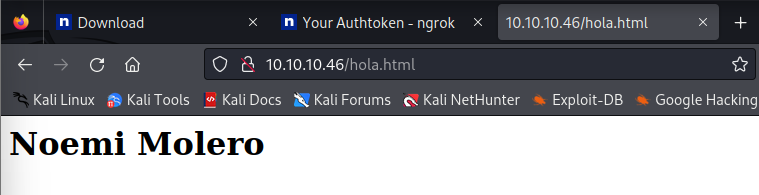 Download
Your Authtoken - ngrok
10.10.10.46/hola.html
10.10.10.46/hola.html
Kali Linux
Kali Tools
Kali Docs
Kali Forums
Kali NetHunter
Exploit-DB
Google Hacking
Noemi Molero